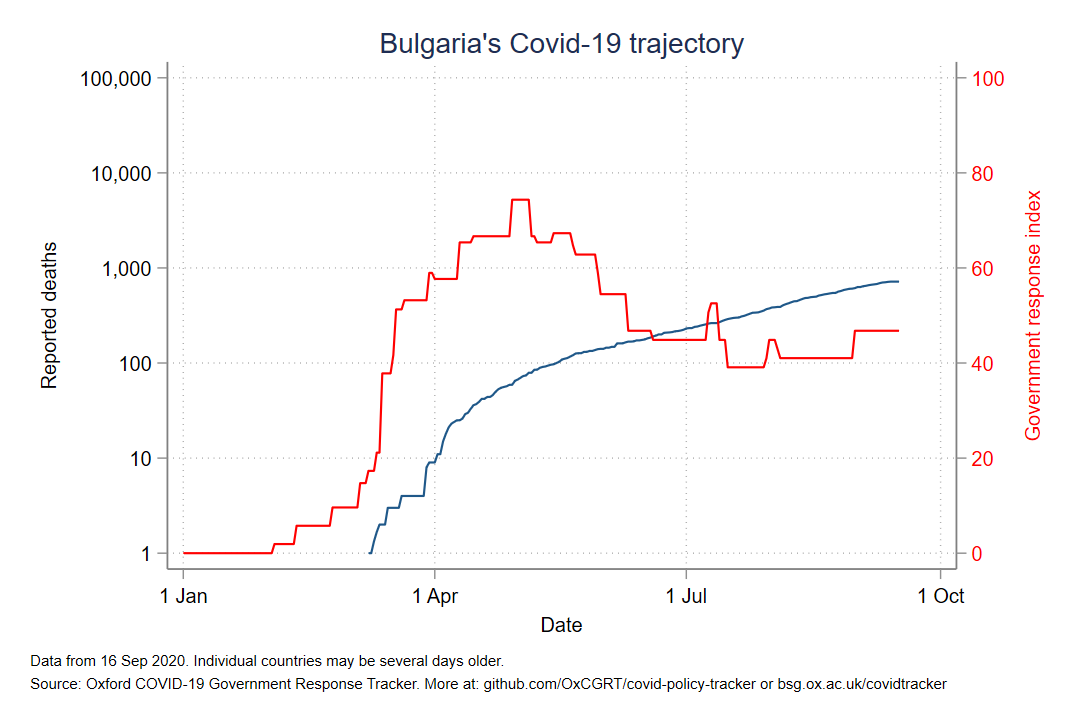 Bulgaria's Covid-19 trajectory
100,000
10,000
1,000
100
10
1
Reported deaths
100
80
60
40
20
0
Government response index
1 Jan
1 Apr
1 Jul
1 Oct
Date
Data from 16 Sep 2020. Individual countries may be several days older.
Source: Oxford COVID-19 Government Response Tracker. More at: github.com/OxCGRT/covid-policy-tracker or bsg.ox.ac.uk/covidtracker